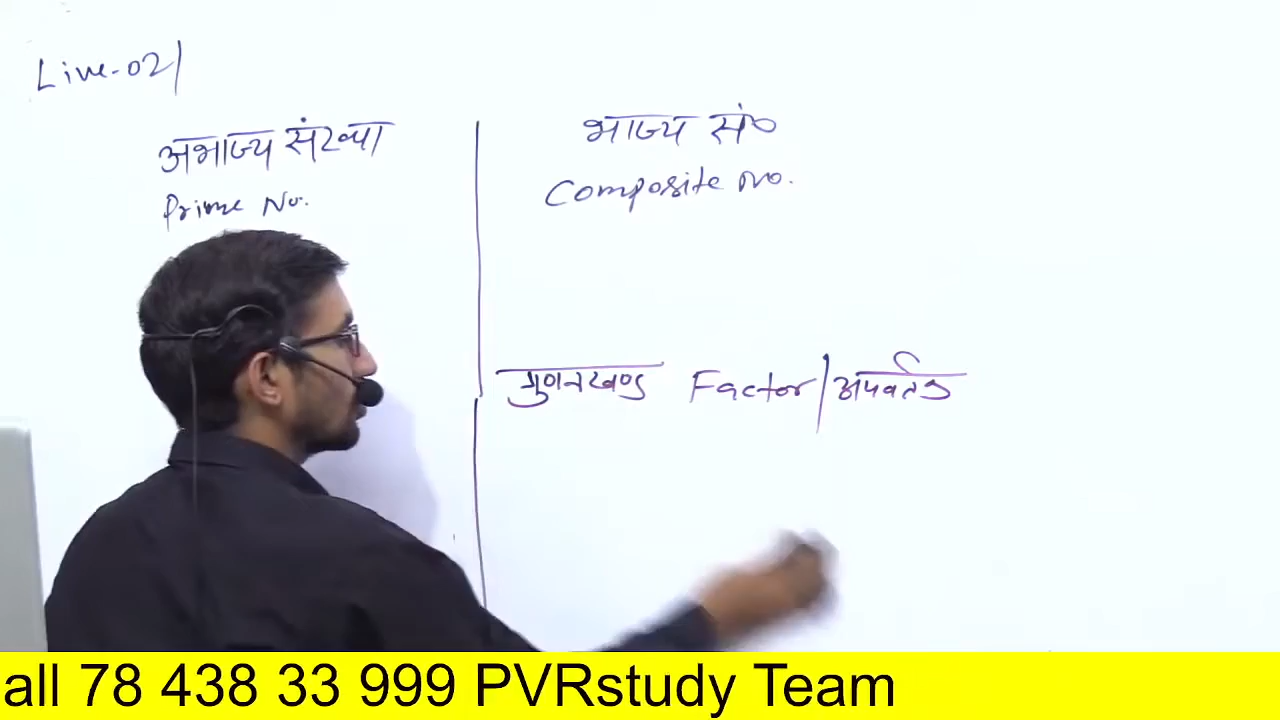 Live-02/
अभाज्य संख्या
Prime No.
भाज्य सं०
Composite No.
गुणनखण्ड Factor/अपवर्तक
all 78 438 33 999 PVRstudy Team